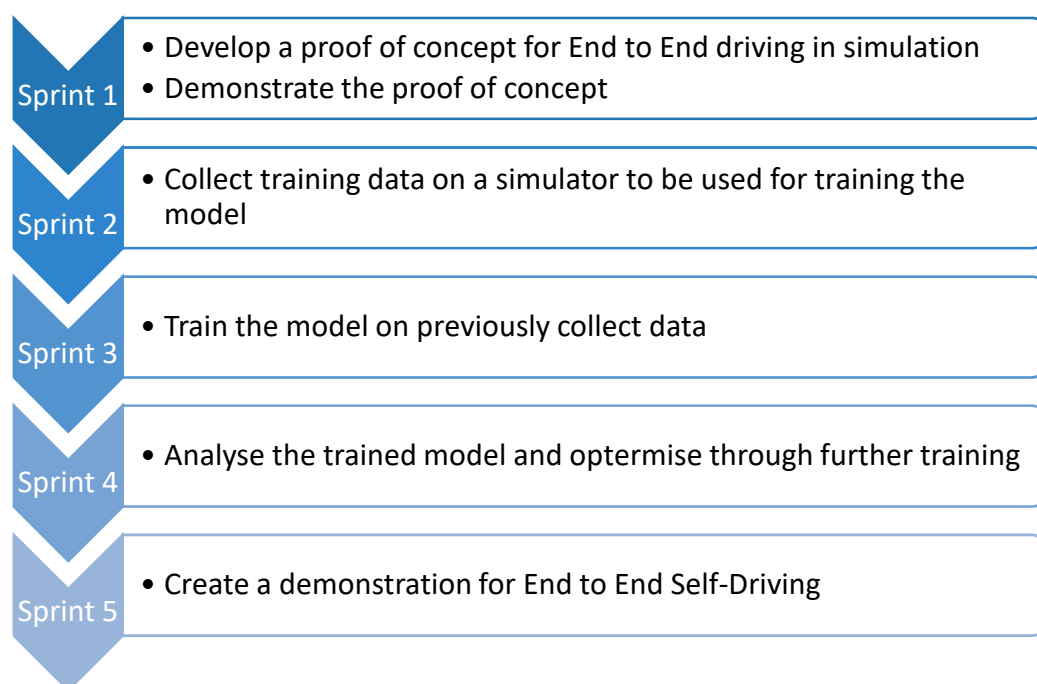 Sprint 1
• Develop a proof of concept for End to End driving in simulation
• Demonstrate the proof of concept
Sprint 2
• Collect training data on a simulator to be used for training the
model
Sprint 3
• Train the model on previously collect data
Sprint 4
• Analyse the trained model and optermise through further training
Sprint 5
• Create a demonstration for End to End Self-Driving